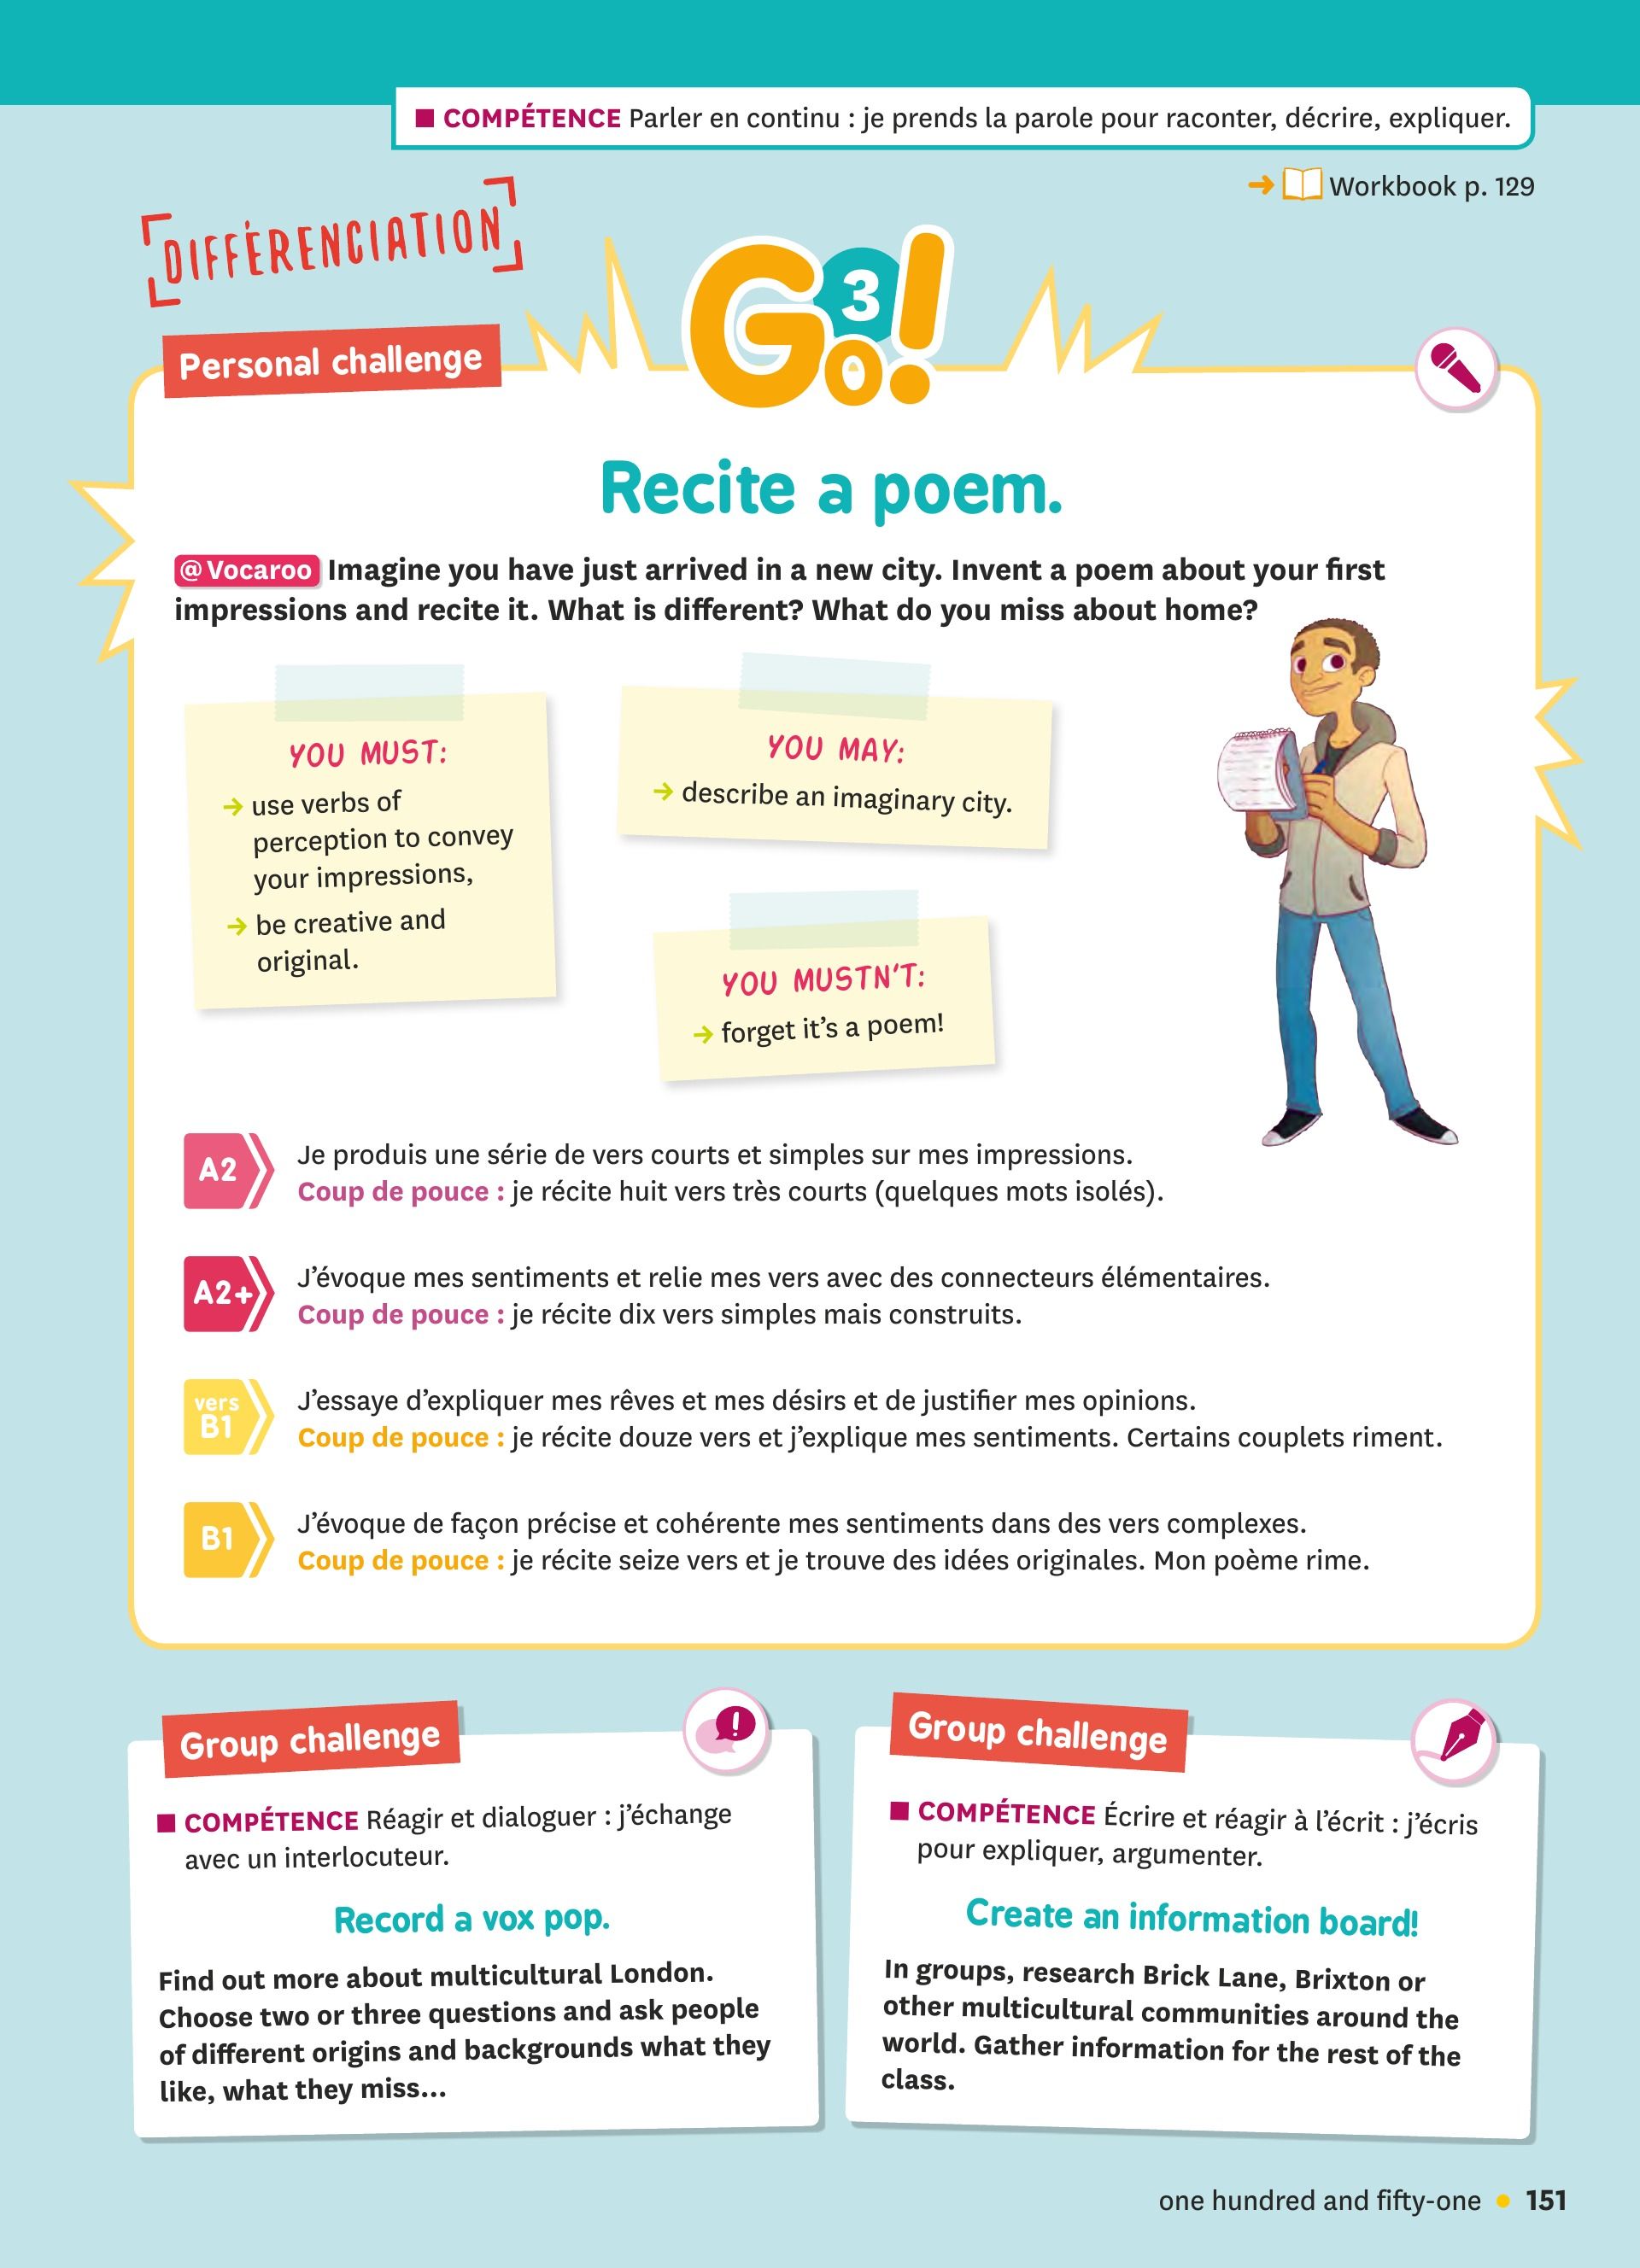 ■ COMPÉTENCE Parler en continu : je prends la parole pour raconter, décrire, expliquer.
→ Workbook p. 129
DIFFÉRENCIATION
Go! 3
Personal challenge
Recite a poem.
@Vocaroo Imagine you have just arrived in a new city. Invent a poem about your first
impressions and recite it. What is different? What do you miss about home?
YOU MUST:
→ use verbs of
perception to convey
your impressions,
→ be creative and
original.
YOU MAY:
→ describe an imaginary city.
YOU MUSTN'T:
→ forget it's a poem!
A2
Je produis une série de vers courts et simples sur mes impressions.
Coup de pouce : je récite huit vers très courts (quelques mots isolés).
A2+
J'évoque mes sentiments et relie mes vers avec des connecteurs élémentaires.
Coup de pouce : je récite dix vers simples mais construits.
vers
B1
J'essaye d'expliquer mes rêves et mes désirs et de justifier mes opinions.
Coup de pouce : je récite douze vers et j'explique mes sentiments. Certains couplets riment.
B1
J'évoque de façon précise et cohérente mes sentiments dans des vers complexes.
Coup de pouce : je récite seize vers et je trouve des idées originales. Mon poème rime.
Group challenge
■ COMPÉTENCE Réagir et dialoguer : j'échange
avec un interlocuteur.
Record a vox pop.
Find out more about multicultural London.
Choose two or three questions and ask people
of different origins and backgrounds what they
like, what they miss...
Group challenge
■ COMPÉTENCE Écrire et réagir à l'écrit : j'écris
pour expliquer, argumenter.
Create an information board!
In groups, research Brick Lane, Brixton or
other multicultural communities around the
world. Gather information for the rest of the
class.
one hundred and fifty-one • 151